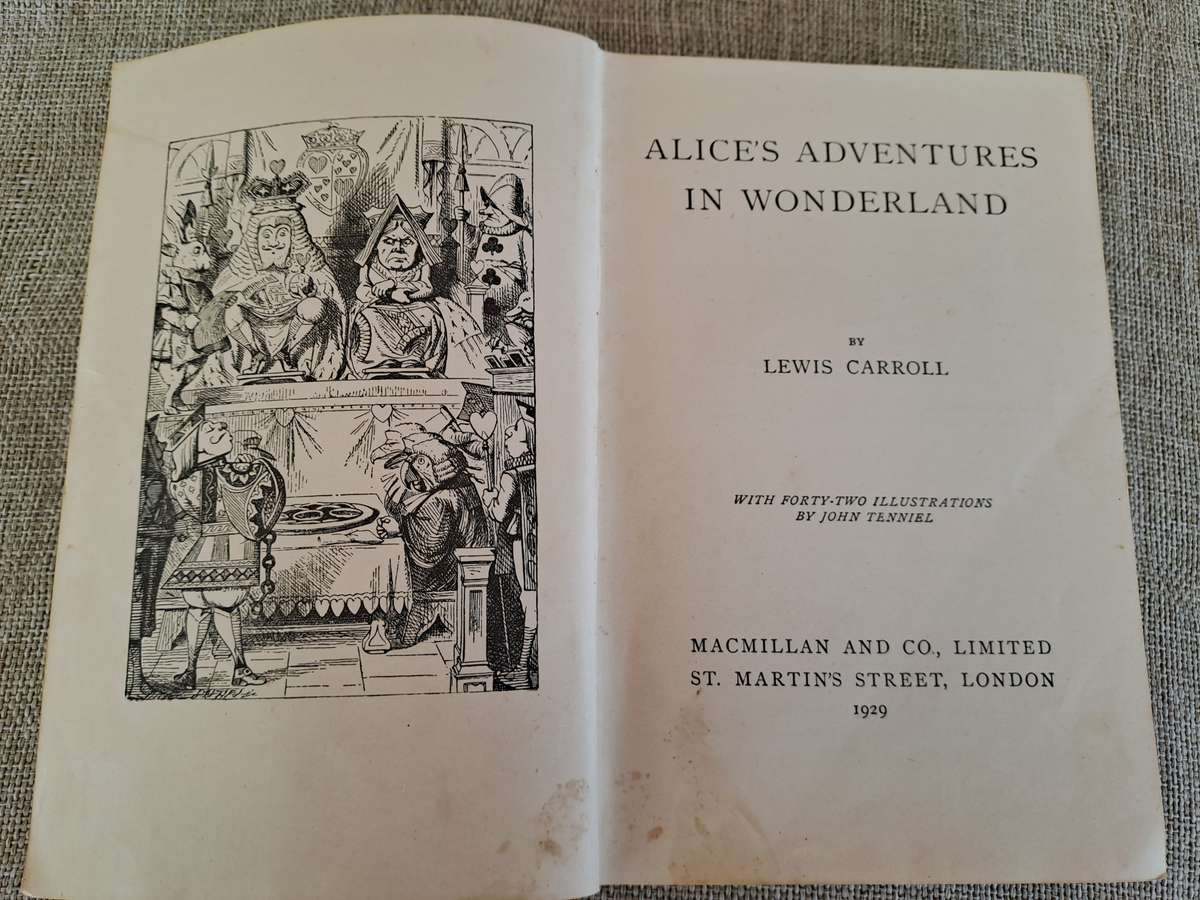 ALICE'S ADVENTURES
IN WONDERLAND
BY
LEWIS CARROLL
WITH FORTY-TWO ILLUSTRATIONS
BY JOHN TENNIEL
MACMILLAN AND CO., LIMITED
ST. MARTIN'S STREET, LONDON
1929